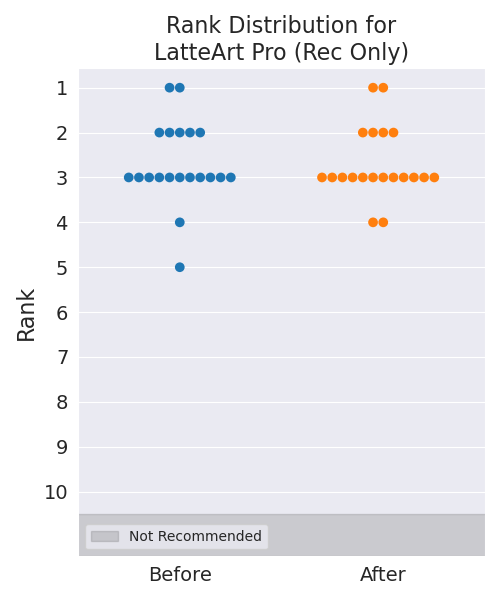 Rank Distribution for
LatteArt Pro (Rec Only)
1
2
3
4
5
6
7
8
9
10
Rank
Not Recommended
Before
After